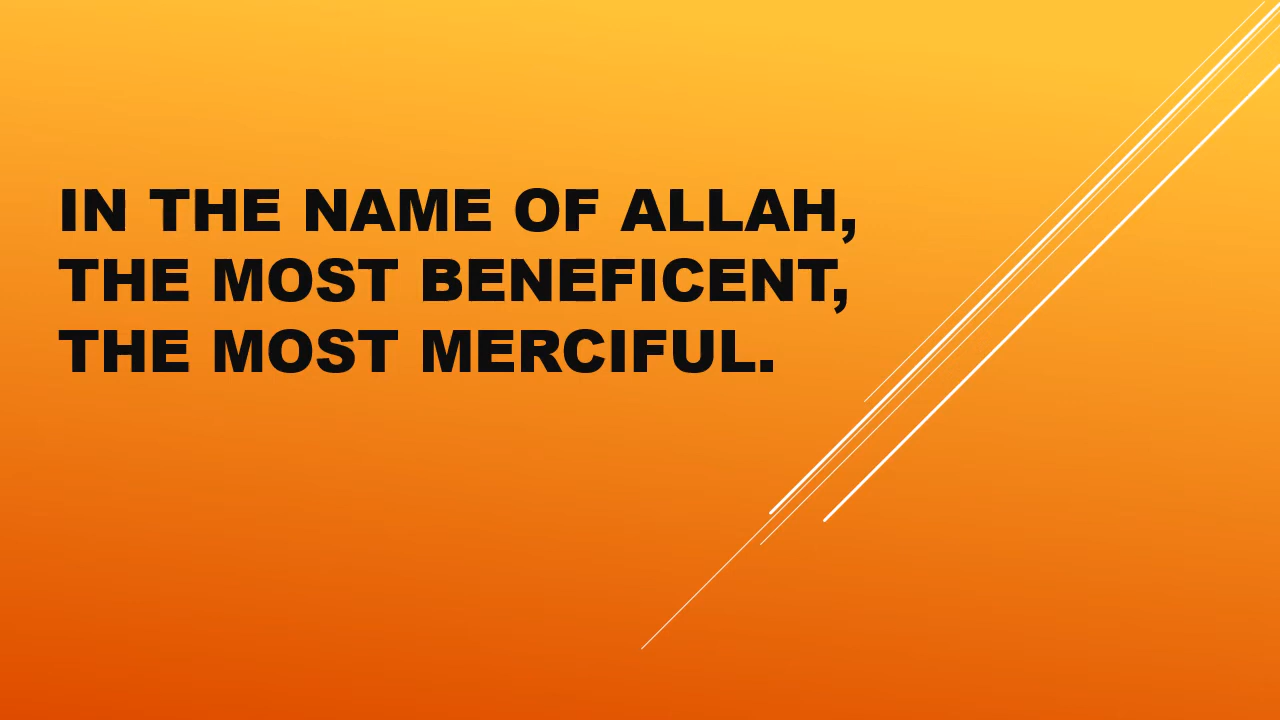 IN THE NAME OF ALLAH,
THE MOST BENEFICENT,
THE MOST MERCIFUL.